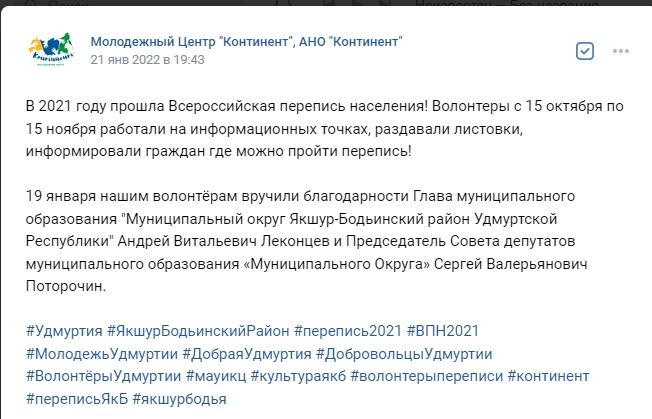 Молодежный Центр "Континент", АНО "Континент"
21 янв 2022 в 19:43
В 2021 году прошла Всероссийская перепись населения! Волонтеры с 15 октября по
15 ноября работали на информационных точках, раздавали листовки,
информировали граждан где можно пройти перепись!
19 января нашим волонтёрам вручили благодарности Глава муниципального
образования "Муниципальный округ Якшур-Бодьинский район Удмуртской
Республики" Андрей Витальевич Леконцев и Председатель Совета депутатов
муниципального образования «Муниципального Округа» Сергей Валерьянович
Поторочин.
#Удмуртия #ЯкшурБодьинскийРайон #перепись2021 #ВПН2021
#МолодежьУдмуртии #ДобраяУдмуртия #ДобровольцыУдмуртии
#ВолонтёрыУдмуртии #мауикц #культураякб #волонтерыпереписи #континент
#переписьЯкБ #якшурбодья